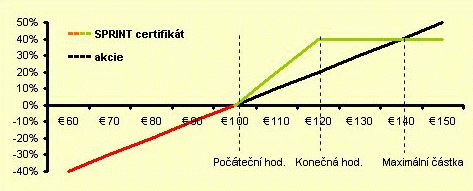 50%
SPRINT certifikát
40%
akcie
30%
20%
10%
0%
€60 €70 €80 €90 €100 €110 €120 €130 €140 €150
-10%
-20%
-30%
Počáteční hod. Konečná hod. Maximální částka
-40%